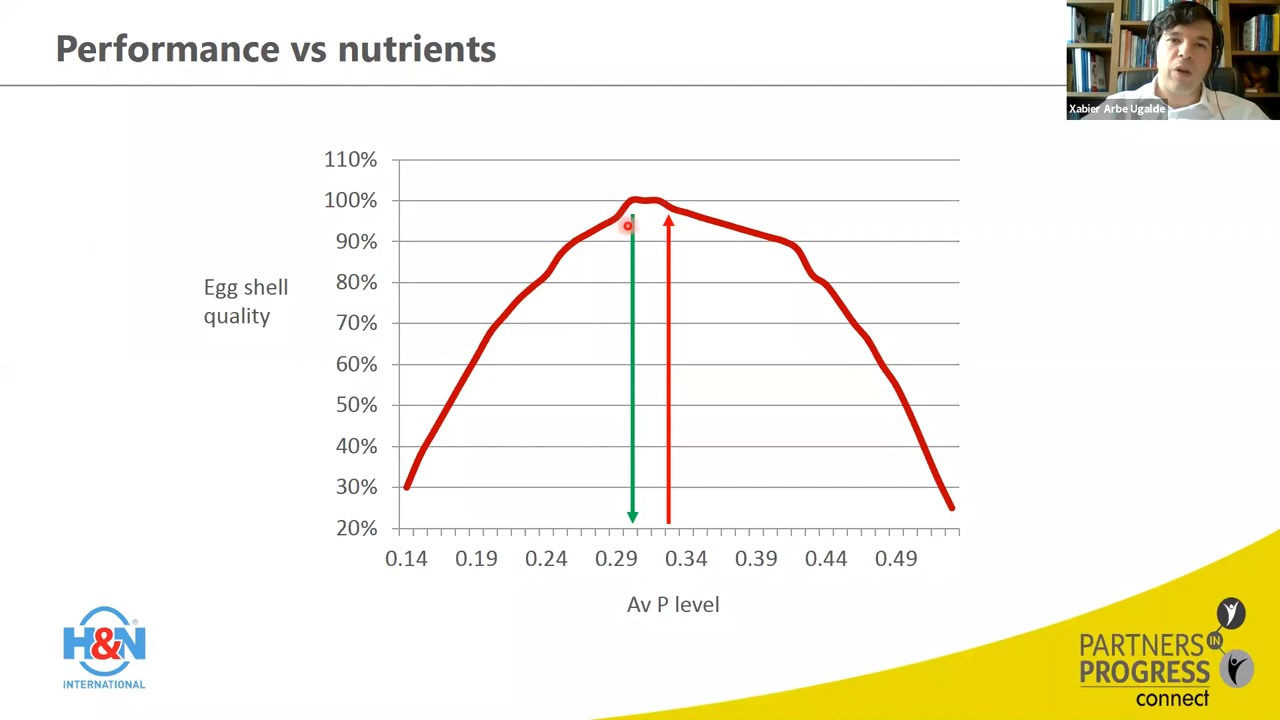 Performance vs nutrients
Xabier Arbe Ugalde
110%
100%
90%
80%
70%
60%
50%
40%
30%
20%
Egg shell
quality
0.14 0.19 0.24 0.29 0.34 0.39 0.44 0.49
Av P level
H&N
®
INTERNATIONAL
PARTNERS IN
PROGRESS
connect